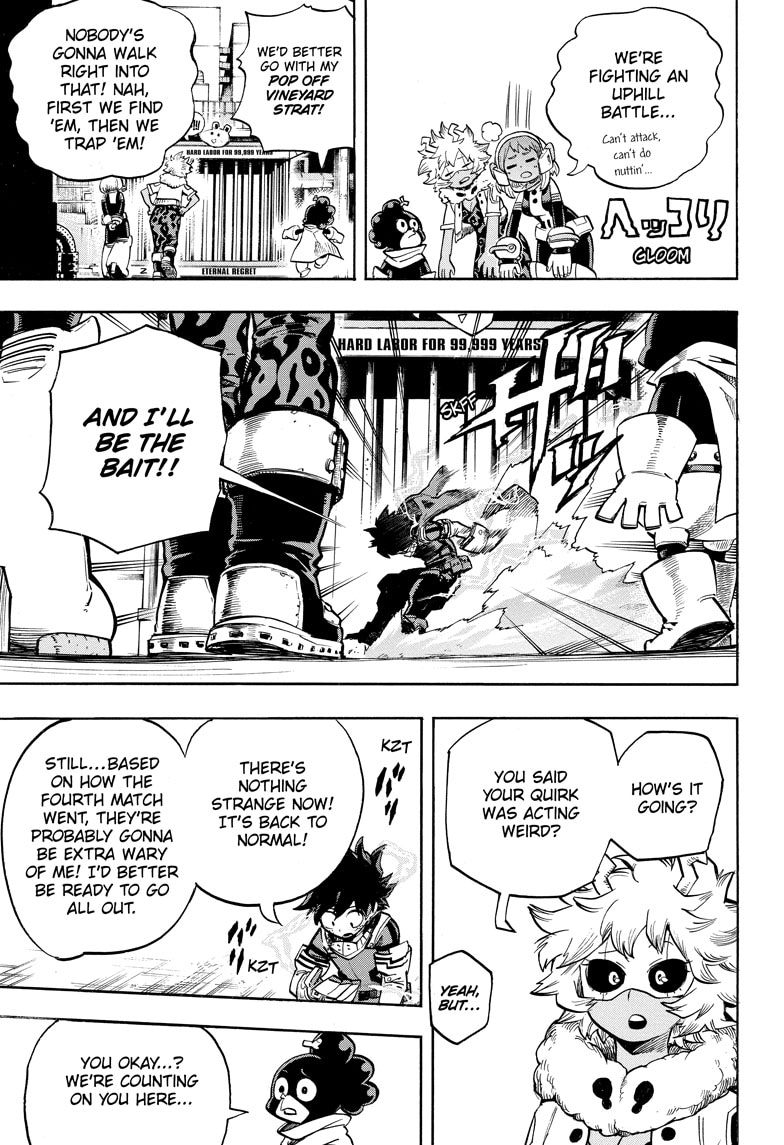 WE'RE
FIGHTING AN
UPHILL
BATTLE...
Can't attack,
can't do
nuttin'...
ヘッコリ
GLOOM
WE'D BETTER
GO WITH MY
POP OFF
VINEYARD
STRAT!
NOBODY'S
GONNA WALK
RIGHT INTO
THAT! NAH,
FIRST WE FIND
'EM, THEN WE
TRAP 'EM!
!!!
HARD LABOR FOR 99,999 YEARS
ETERNAL REGRET
HARD LABOR FOR 99,999 YEARS
SKFF
AND I'LL
BE THE
BAIT!!
HOW'S IT
GOING?
YOU SAID
YOUR QUIRK
WAS ACTING
WEIRD?
YEAH,
BUT...
KZT
THERE'S
NOTHING
STRANGE NOW!
IT'S BACK TO
NORMAL!
STILL...BASED
ON HOW THE
FOURTH MATCH
WENT, THEY'RE
PROBABLY GONNA
BE EXTRA WARY
OF ME! I'D BETTER
BE READY TO GO
ALL OUT.
KZT
YOU OKAY...?
WE'RE COUNTING
ON YOU HERE...